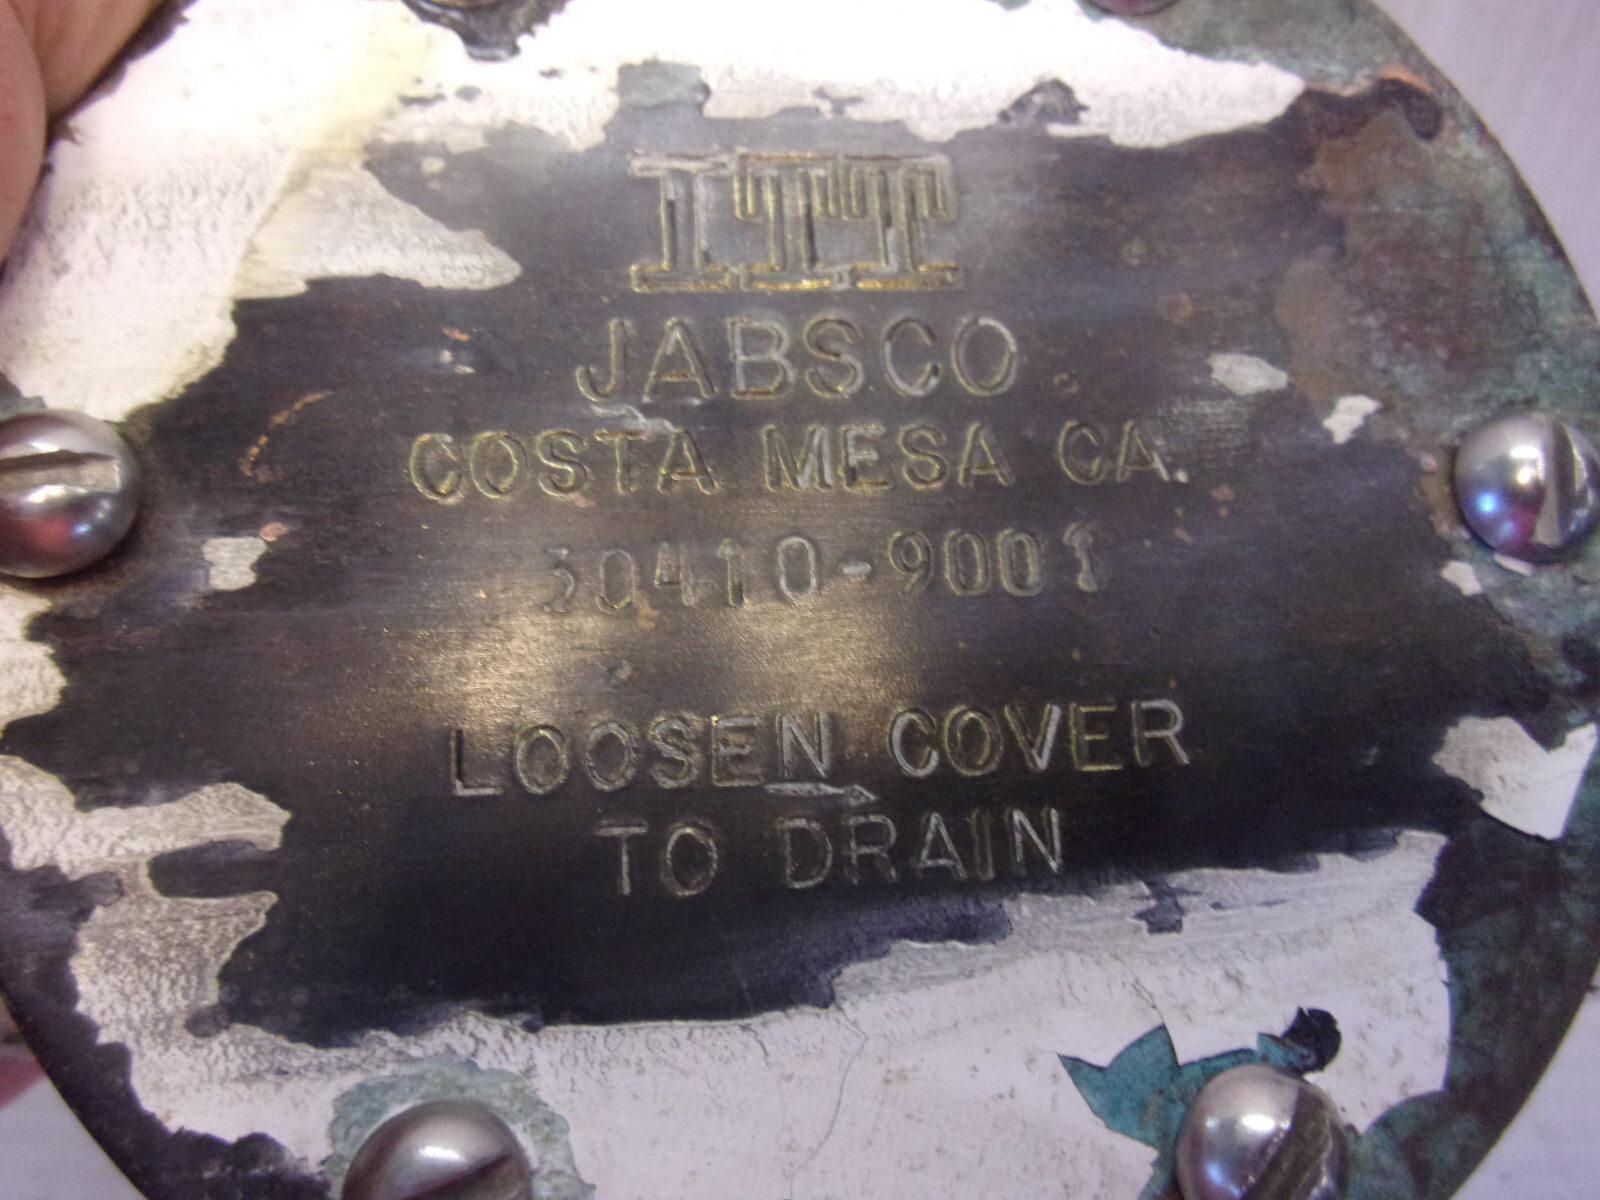 ITT
JABSCO
COSTA MESA CA.
30410-9001
LOOSEN COVER
TO DRAIN